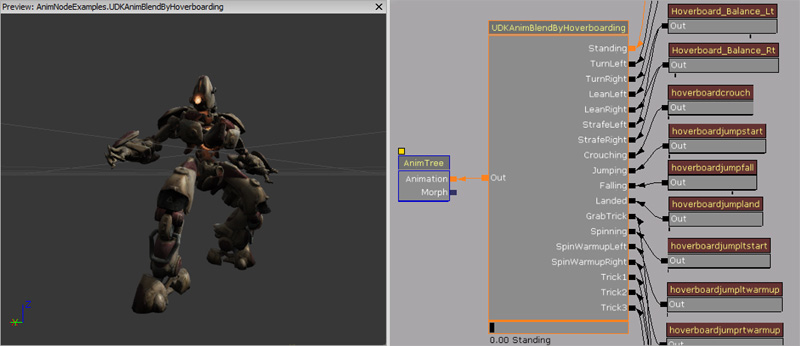 Preview: AnimNodeExamples.UDKAnimBlendByHoverboarding
Z
Y
AnimTree
Animation
Morph
UDKAnimBlendByHoverboarding
Standing
TurnLeft
TurnRight
LeanLeft
LeanRight
StrafeLeft
StrafeRight
Crouching
Jumping
Falling
Landed
GrabTrick
Spinning
SpinWarmupLeft
SpinWarmupRight
Trick1
Trick2
Trick3
Out
0.00 Standing
Hoverboard_Balance_Lt
Out
Hoverboard_Balance_Rt
Out
hoverboardcrouch
Out
hoverboardjumpstart
Out
hoverboardjumpfall
Out
hoverboardjumpland
Out
hoverboardjumpltstart
Out
hoverboardjumpltwarmup
Out
hoverboardjumprtwarmup
Out